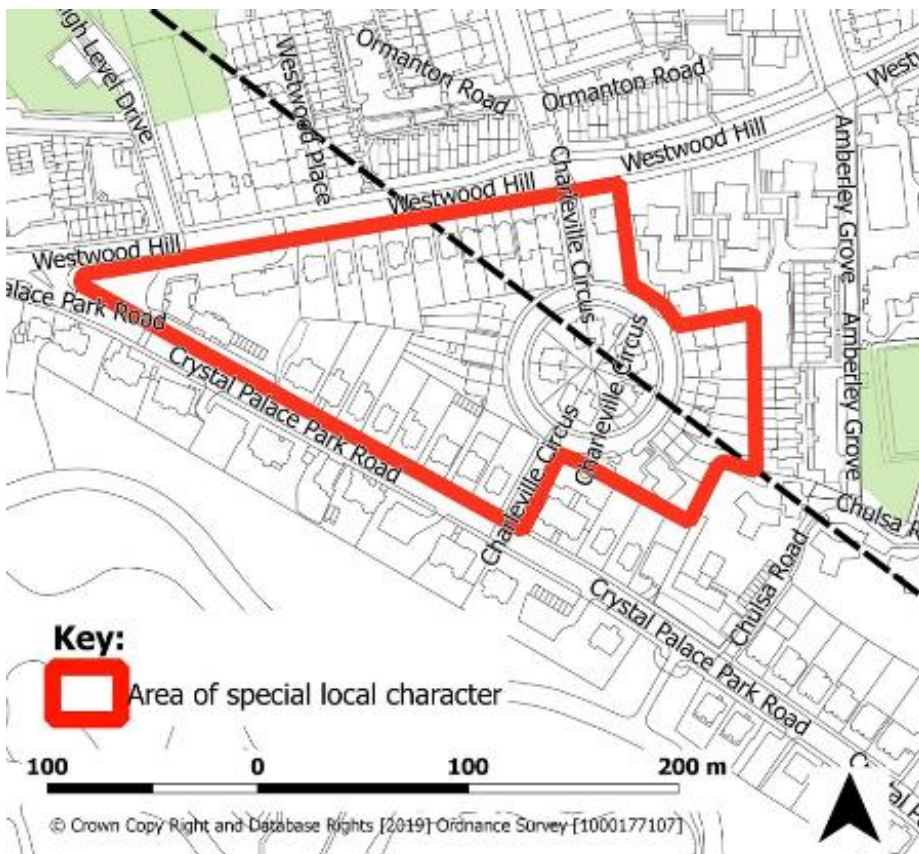 High Level Drive
Westwood Place
Ormanton Road
Ormanton Road
Charleville Circus
Westwood Hill
Westwood Hill
Westwood Hill
Amberley Grove
Amberley Grove
Palace Park Road
Crystal Palace Park Road
Charleville Circus
Charleville Circus
Chulsa Road
Crystal Palace Park Road
Key:
Area of special local character
100 0 100 200 m
© Crown Copy Right and Database Rights [2019] Ordnance Survey [1000177107]